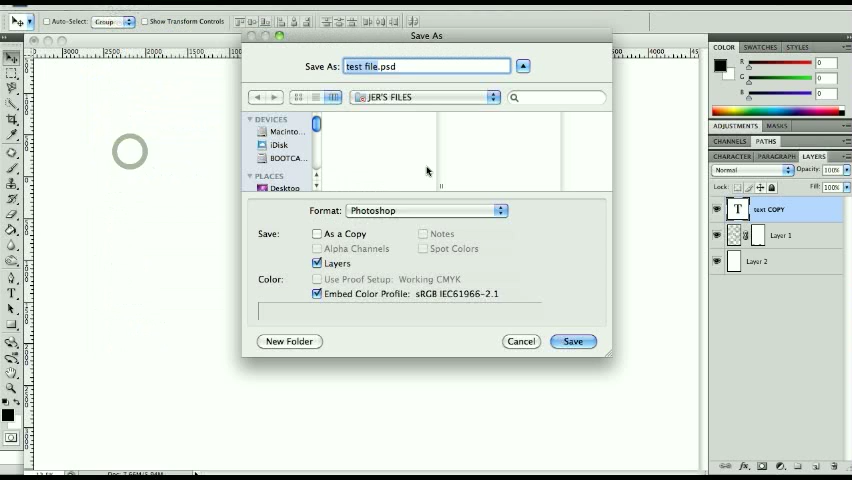 Auto-Select: Group Show Transform Controls
3000 2000 1000
Save As
Save As: test file.psd
JER'S FILES
DEVICES
Macinto...
iDisk
BOOTCA...
PLACES
Desktop
Format: Photoshop
Save: As a Copy Notes
Alpha Channels Spot Colors
Layers
Color: Use Proof Setup: Working CMYK
Embed Color Profile: sRGB IEC61966-2.1
New Folder Cancel Save
COLOR SWATCHES STYLES
R 0
G 0
B 0
ADJUSTMENTS MASKS
CHANNELS PATHS
CHARACTER PARAGRAPH LAYERS
Normal Opacity: 100%
Lock: Fill: 100%
T text COPY
Layer 1
Layer 2